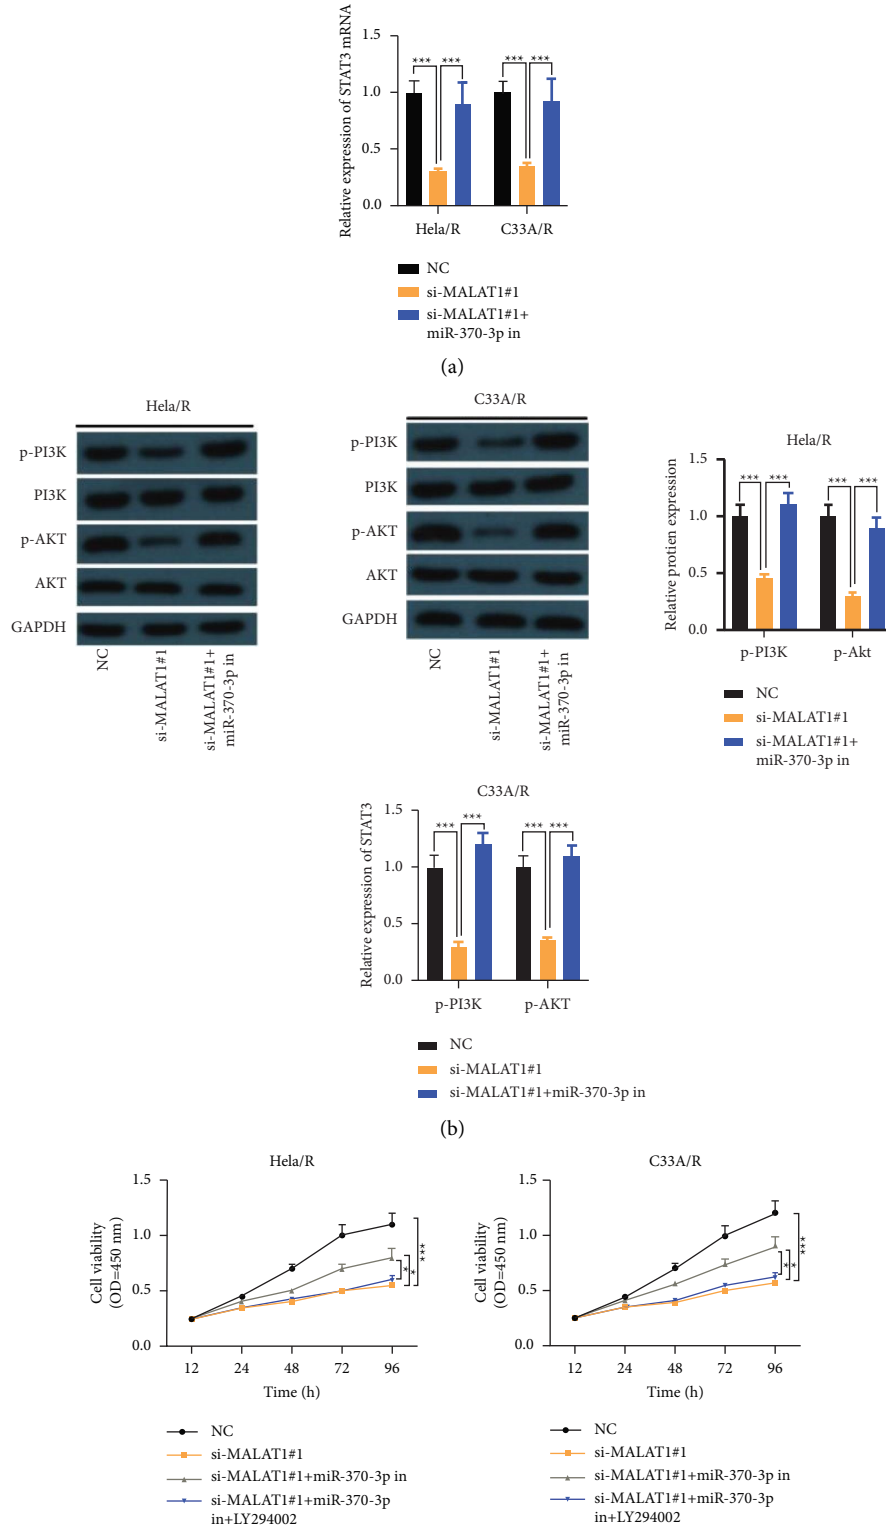 Relative expression of STAT3 mRNA
1.5
1.0
0.5
0.0
*** *** *** ***
Hela/R C33A/R
NC
si-MALAT1#1
si-MALAT1#1+
miR-370-3p in
(a)
Hela/R
p-PI3K
PI3K
p-AKT
AKT
GAPDH
NC
si-MALAT1#1
si-MALAT1#1+
miR-370-3p in
C33A/R
p-PI3K
PI3K
p-AKT
AKT
GAPDH
NC
si-MALAT1#1
si-MALAT1#1+
miR-370-3p in
Hela/R
Relative protien expression
1.5
1.0
0.5
0.0
*** *** *** ***
p-PI3K p-Akt
NC
si-MALAT1#1
si-MALAT1#1+
miR-370-3p in
C33A/R
Relative expression of STAT3
1.5
1.0
0.5
0.0
*** *** *** ***
p-PI3K p-AKT
NC
si-MALAT1#1
si-MALAT1#1+miR-370-3p in
(b)
Hela/R
Cell viability
(OD=450 nm)
1.5
1.0
0.5
0.0
* * ***
12 24 48 72 96
Time (h)
NC
si-MALAT1#1
si-MALAT1#1+miR-370-3p in
si-MALAT1#1+miR-370-3p
in+LY294002
C33A/R
Cell viability
(OD=450 nm)
1.5
1.0
0.5
0.0
* * ***
12 24 48 72 96
Time (h)
NC
si-MALAT1#1
si-MALAT1#1+miR-370-3p in
si-MALAT1#1+miR-370-3p
in+LY294002